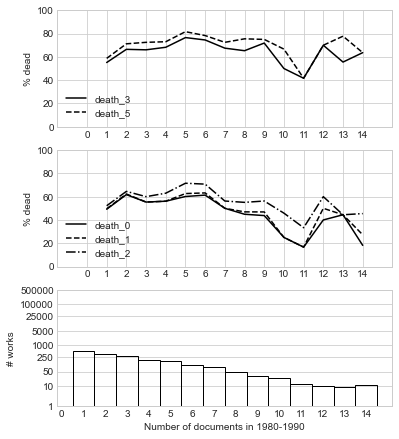 100
80
60
40
20
0
% dead
death_3
death_5
0 1 2 3 4 5 6 7 8 9 10 11 12 13 14
100
80
60
40
20
0
% dead
death_0
death_1
death_2
0 1 2 3 4 5 6 7 8 9 10 11 12 13 14
500000
100000
25000
5000
1000
250
50
10
1
# works
0 1 2 3 4 5 6 7 8 9 10 11 12 13 14
Number of documents in 1980-1990